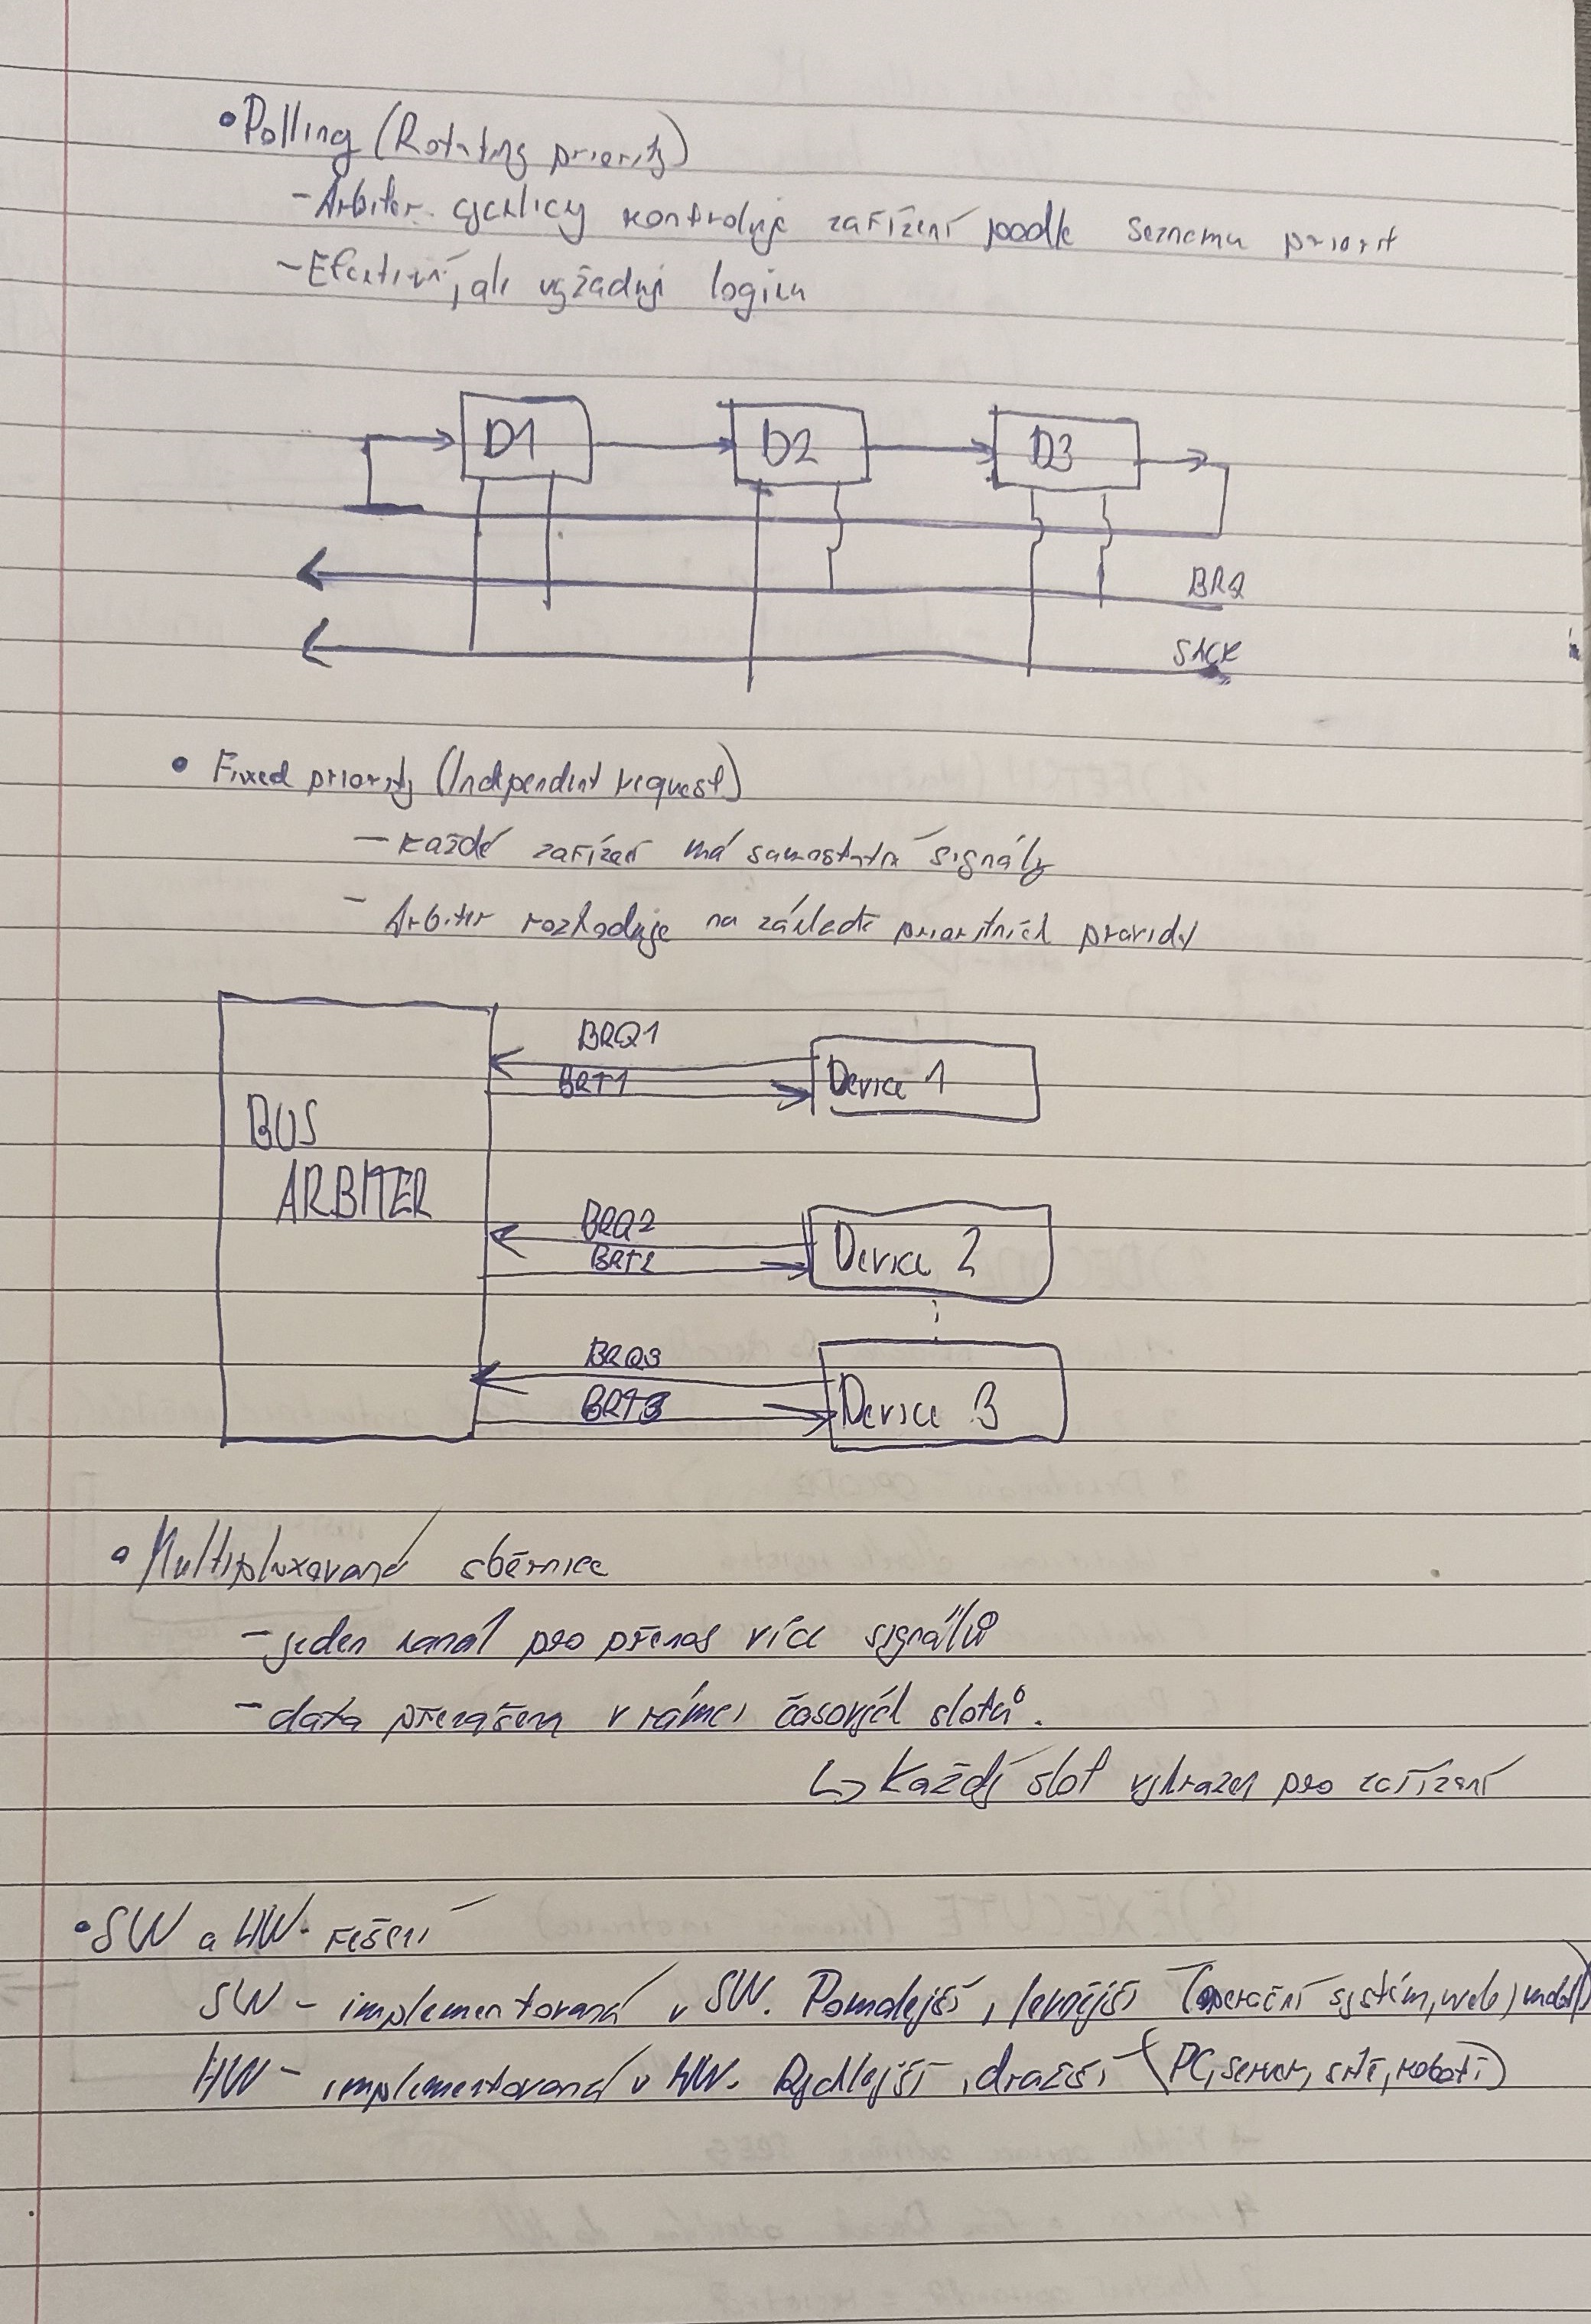 • Polling (Rotating priority)
- Arbiter cyklicky kontroluje zařízení podle seznamu priorit
- Efektivní, ale vyžaduje logiku
D1 D2 D3
BRQ
SACK
• Fixed priority (Independent request)
- každé zařízení má samostatné signály
- Arbiter rozhoduje na základě prioritních pravidel
BUS
ARBITER
BRQ1
BRT1
Device 1
BRQ2
BRT2
Device 2
BRQ3
BRT3
Device 3
• Multiplexovaná sběrnice
- jeden kanál pro přenos více signálů
- data přenášena v rámci časových slotů.
↳ Každý slot vyhrazen pro zařízení
• SW a HW řešení
SW - implementovaná v SW. Pomalejší, levnější (operační systém, web, mobil)
HW - implementovaná v HW. Rychlejší, dražší, (PC, server, sítě, roboti)